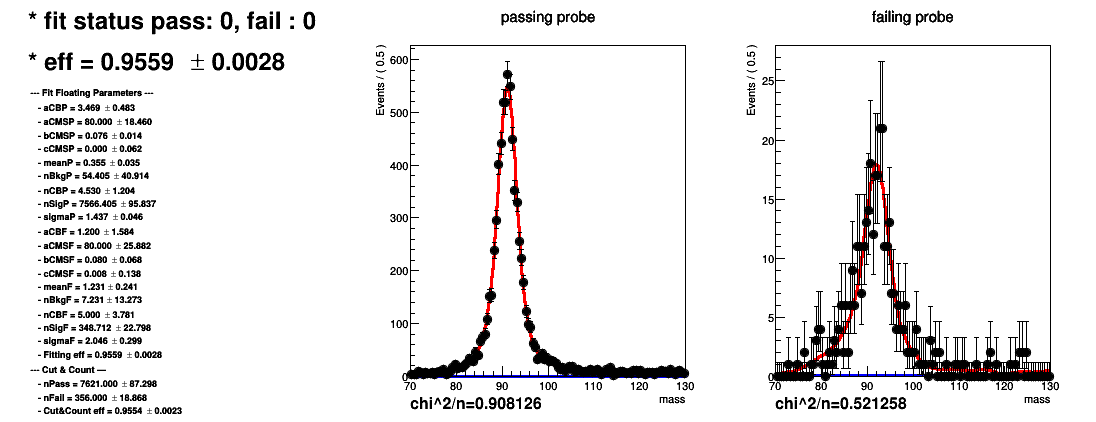 * fit status pass: 0, fail : 0
* eff = 0.9559 ± 0.0028
--- Fit Floating Parameters ---
- aCBP = 3.469 ± 0.483
- aCMSP = 80.000 ± 18.460
- bCMSP = 0.076 ± 0.014
- cCMSP = 0.000 ± 0.062
- meanP = 0.355 ± 0.035
- nBkgP = 54.405 ± 40.914
- nCBP = 4.530 ± 1.204
- nSigP = 7566.405 ± 95.837
- sigmaP = 1.437 ± 0.046
- aCBF = 1.200 ± 1.584
- aCMSF = 80.000 ± 25.882
- bCMSF = 0.080 ± 0.068
- cCMSF = 0.008 ± 0.138
- meanF = 1.231 ± 0.241
- nBkgF = 7.231 ± 13.273
- nCBF = 5.000 ± 3.781
- nSigF = 348.712 ± 22.798
- sigmaF = 2.046 ± 0.299
- Fitting eff = 0.9559 ± 0.0028
--- Cut & Count ---
- nPass = 7621.000 ± 87.298
- nFail = 356.000 ± 18.868
- Cut&Count eff = 0.9554 ± 0.0023
passing probe
Events / ( 0.5 )
600
500
400
300
200
100
0
70 80 90 100 110 120 130
mass
chi^2/n=0.908126
failing probe
Events / ( 0.5 )
25
20
15
10
5
0
70 80 90 100 110 120 130
mass
chi^2/n=0.521258